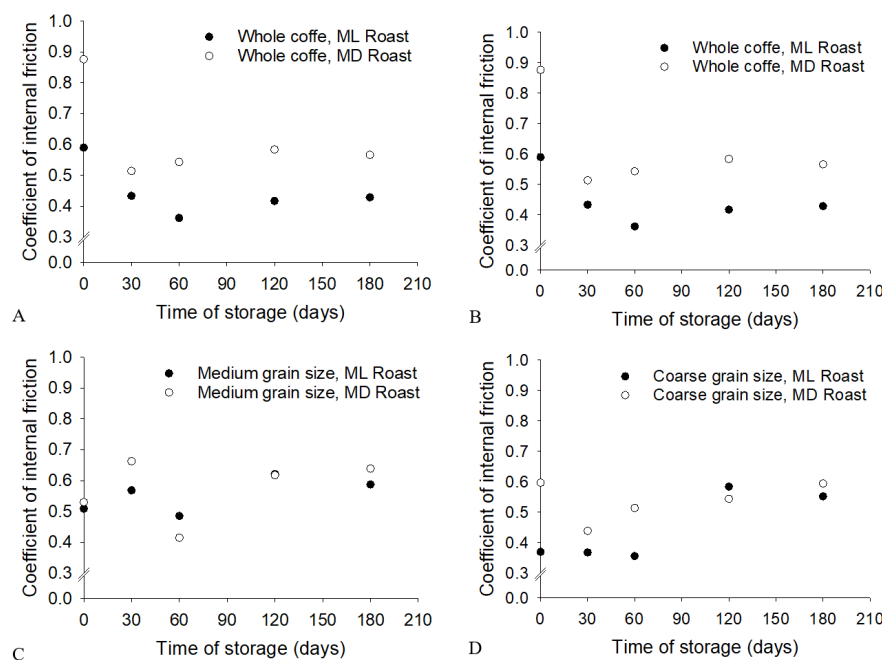 1.0
0.9
0.8
0.7
0.6
0.5
0.4
0.3
0.0
Coefficient of internal friction
Whole coffe, ML Roast
Whole coffe, MD Roast
0 30 60 90 120 150 180 210
Time of storage (days)
A
1.0
0.9
0.8
0.7
0.6
0.5
0.4
0.3
0.0
Coefficient of internal friction
Whole coffe, ML Roast
Whole coffe, MD Roast
0 30 60 90 120 150 180 210
Time of storage (days)
B
1.0
0.9
0.8
0.7
0.6
0.5
0.4
0.3
0.0
Coefficient of internal friction
Medium grain size, ML Roast
Medium grain size, MD Roast
0 30 60 90 120 150 180 210
Time of storage (days)
C
1.0
0.9
0.8
0.7
0.6
0.5
0.4
0.3
0.0
Coefficient of internal friction
Coarse grain size, ML Roast
Coarse grain size, MD Roast
0 30 60 90 120 150 180 210
Time of storage (days)
D